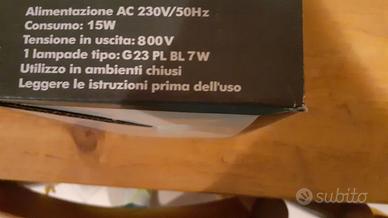 Alimentazione AC 230V/50Hz
Consumo: 15W
Tensione in uscita: 800V
1 lampade tipo: G23 PL BL 7W
Utilizzo in ambienti chiusi
Leggere le istruzioni prima dell'uso
subito